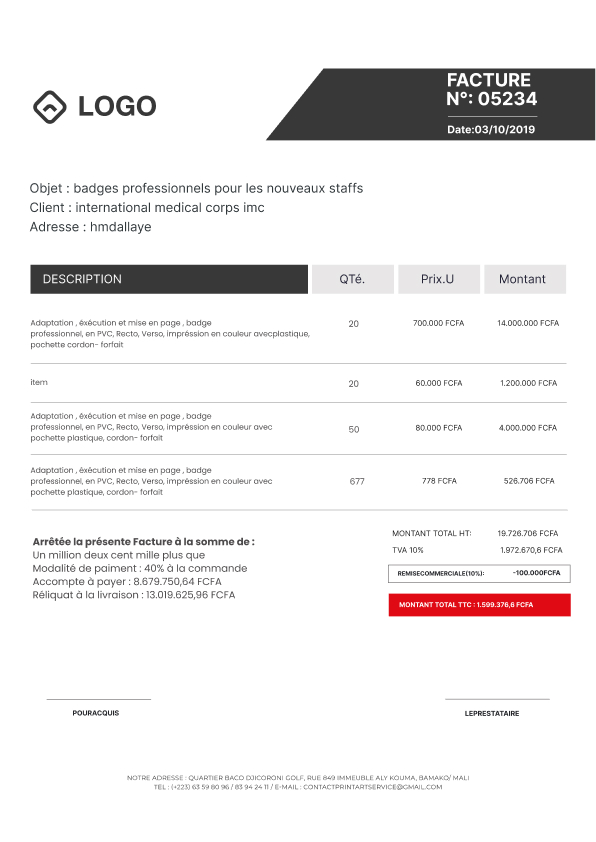 LOGO
FACTURE
N°: 05234
Date:03/10/2019
Objet : badges professionnels pour les nouveaux staffs
Client : international medical corps imc
Adresse : hmdallaye
DESCRIPTION QTé. Prix.U Montant
Adaptation , éxécution et mise en page , badge
professionnel, en PVC, Recto, Verso, impréssion en couleur avecplastique,
pochette cordon- forfait
20 700.000 FCFA 14.000.000 FCFA
item 20 60.000 FCFA 1.200.000 FCFA
Adaptation , éxécution et mise en page , badge
professionnel, en PVC, Recto, Verso, impréssion en couleur avec
pochette plastique, cordon- forfait
50 80.000 FCFA 4.000.000 FCFA
Adaptation , éxécution et mise en page , badge
professionnel, en PVC, Recto, Verso, impréssion en couleur avec
pochette plastique, cordon- forfait
677 778 FCFA 526.706 FCFA
Arrêtée la présente Facture à la somme de :
Un million deux cent mille plus que
Modalité de paiment : 40% à la commande
Accompte à payer : 8.679.750,64 FCFA
Réliquat à la livraison : 13.019.625,96 FCFA
MONTANT TOTAL HT: 19.726.706 FCFA
TVA 10% 1.972.670,6 FCFA
REMISECOMMERCIALE(10%): -100.000FCFA
MONTANT TOTAL TTC : 1.599.376,6 FCFA
POURACQUIS
LEPRESTATAIRE
NOTRE ADRESSE : QUARTIER BACO DJICORONI GOLF, RUE 849 IMMEUBLE ALY KOUMA, BAMAKO/ MALI
TEL : (+223) 63 59 80 96 / 83 94 24 11 / E-MAIL : CONTACTPRINTARTSERVICE@GMAIL.COM